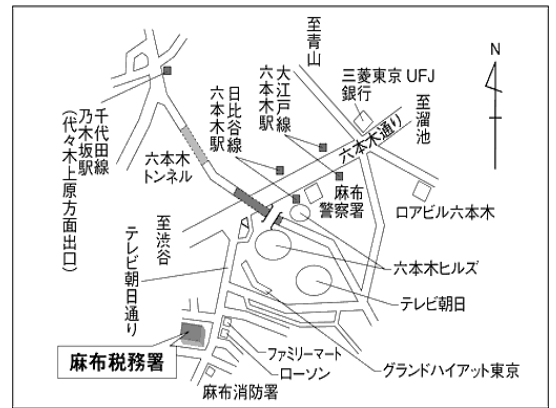 至青山
N
大江戸線
六本木駅
三菱東京 UFJ
銀行
至溜池
日比谷線
六本木駅
六本木通り
千代田線
乃木坂駅
(代々木上原方面出口)
六本木
トンネル
麻布
警察署
ロアビル六本木
至渋谷
テレビ朝日通り
六本木ヒルズ
テレビ朝日
麻布税務署
ファミリーマート
ローソン
グランドハイアット東京
麻布消防署